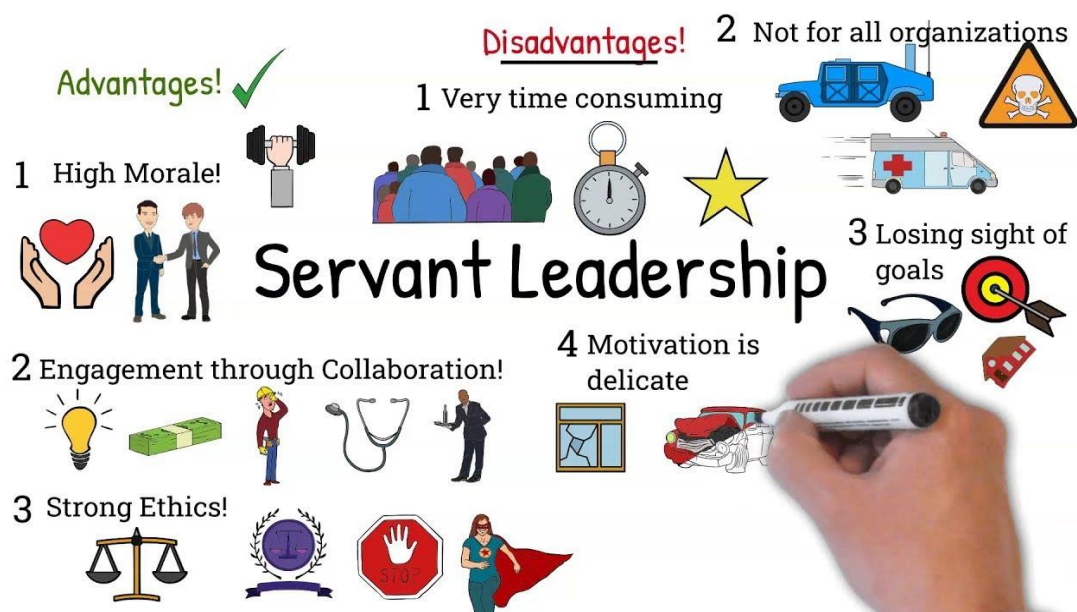 Servant Leadership
Advantages!
1 High Morale!
2 Engagement through Collaboration!
3 Strong Ethics!
STOP
Disadvantages!
1 Very time consuming
2 Not for all organizations
3 Losing sight of
goals
4 Motivation is
delicate